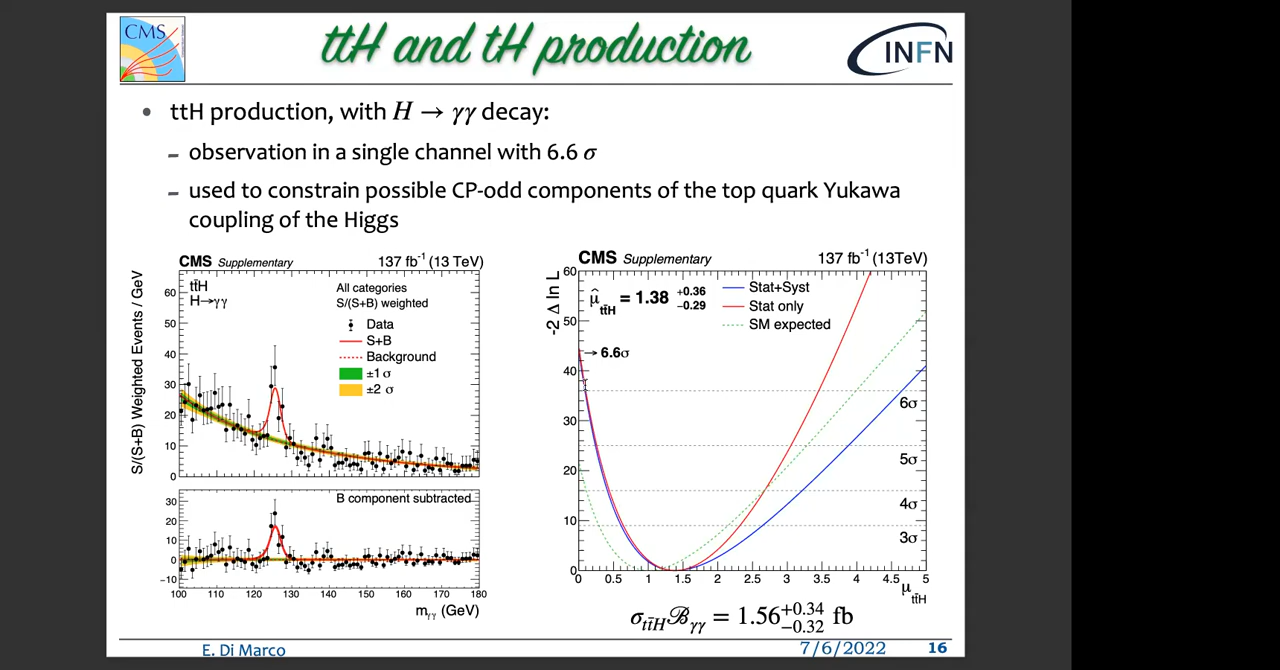 CMS
ttH and tH production
INFN
• ttH production, with H → γγ decay:
– observation in a single channel with 6.6 σ
– used to constrain possible CP-odd components of the top quark Yukawa
coupling of the Higgs
CMS Supplementary 137 fb⁻¹ (13 TeV)
S/(S+B) Weighted Events / GeV
60
50
40
30
20
10
0
tt̄H
H→γγ
All categories
S/(S+B) weighted
Data
S+B
Background
±1 σ
±2 σ
B component subtracted
30
20
10
0
−10
100 110 120 130 140 150 160 170 180
mγγ (GeV)
CMS Supplementary 137 fb⁻¹ (13TeV)
-2 Δ ln L
60
50
40
30
20
10
0
μ̂tt̄H = 1.38 +0.36 −0.29
Stat+Syst
Stat only
SM expected
→ 6.6σ
6σ
5σ
4σ
3σ
0 0.5 1 1.5 2 2.5 3 3.5 4 4.5 5
μtt̄H
σtt̄H ℬγγ = 1.56 +0.34 −0.32 fb
E. Di Marco
7/6/2022
16